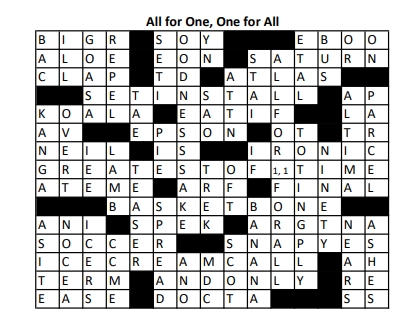 All for One, One for All
B I G R S O Y E B O O
A L O E E O N S A T U R N
C L A P T D A T L A S
S E T I N S T A L L A P
K O A L A E A T I F L A
A V E P S O N O T T R
N E I L I S I R O N I C
G R E A T E S T O F 1, 1 T I M E
A T E M E A R F F I N A L
B A S K E T B O N E
A N I S P E K A R G T N A
S O C C E R S N A P Y E S
I C E C R E A M C A L L A H
T E R M A N D O N L Y R E
E A S E D O C T A S S